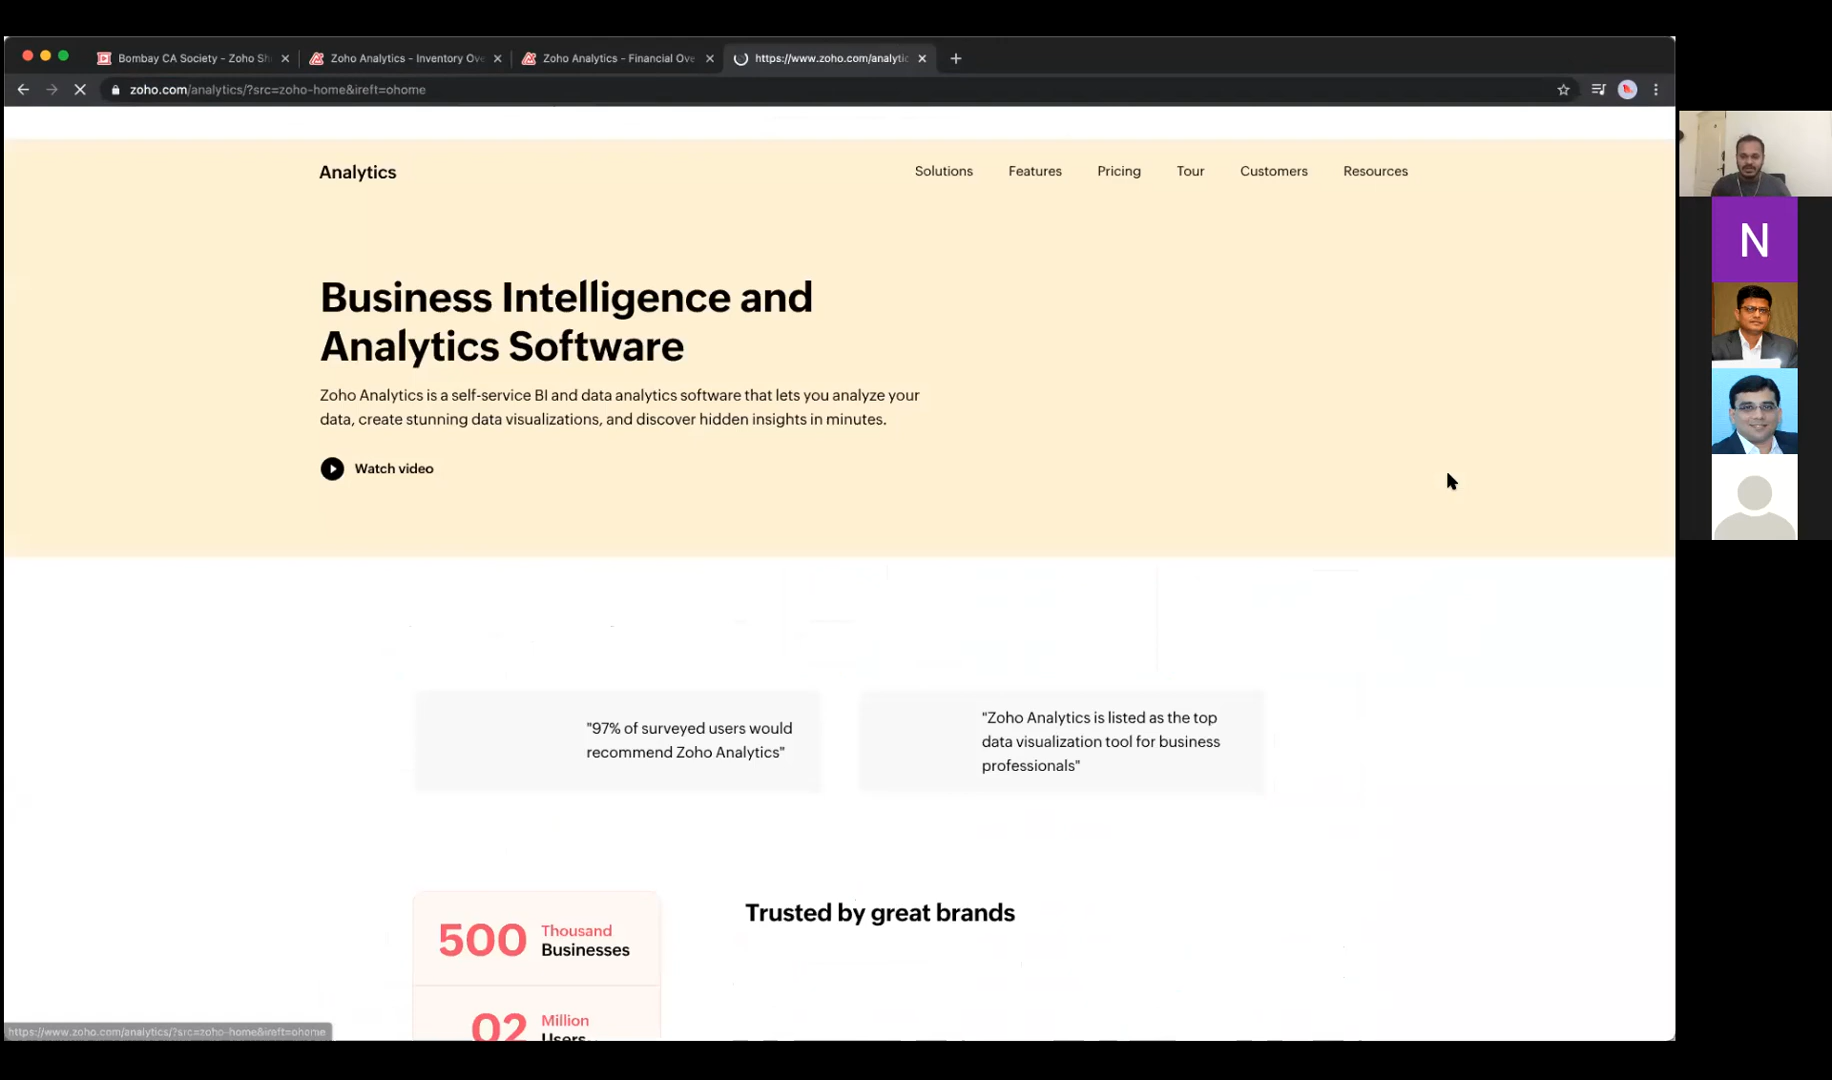 Bombay CA Society - Zoho Sh
Zoho Analytics - Inventory Ove
Zoho Analytics - Financial Ove
https://www.zoho.com/analytic
zoho.com/analytics/?src=zoho-home&ireft=ohome
Analytics
Solutions
Features
Pricing
Tour
Customers
Resources
N
Business Intelligence and
Analytics Software
Zoho Analytics is a self-service BI and data analytics software that lets you analyze your
data, create stunning data visualizations, and discover hidden insights in minutes.
Watch video
"97% of surveyed users would
recommend Zoho Analytics"
"Zoho Analytics is listed as the top
data visualization tool for business
professionals"
500 Thousand
Businesses
Trusted by great brands
02 Million
Users
https://www.zoho.com/analytics/?src=zoho-home&ireft=ohome